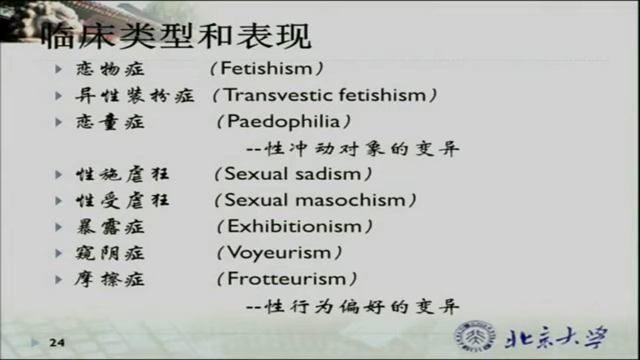 临床类型和表现
恋物症 (Fetishism)
异性装扮症 (Transvestic fetishism)
恋童症 (Paedophilia)
--性冲动对象的变异
性施虐狂 (Sexual sadism)
性受虐狂 (Sexual masochism)
暴露症 (Exhibitionism)
窥阴症 (Voyeurism)
摩擦症 (Frotteurism)
--性行为偏好的变异
24
北京大学